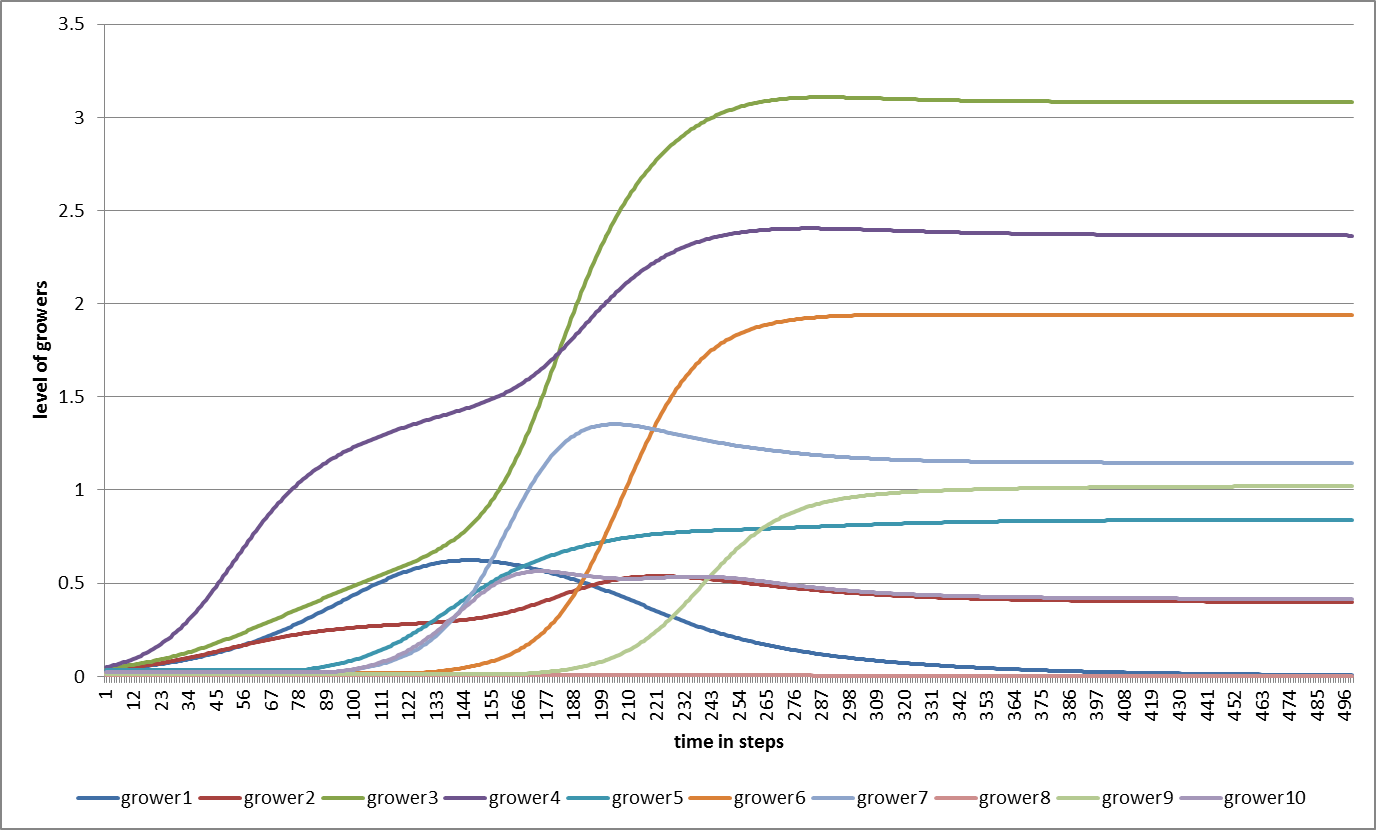 3.5
3
2.5
2
1.5
1
0.5
0
level of growers
1 12 23 34 45 56 67 78 89 100 111 122 133 144 155 166 177 188 199 210 221 232 243 254 265 276 287 298 309 320 331 342 353 364 375 386 397 408 419 430 441 452 463 474 485 496
time in steps
grower1 grower2 grower3 grower4 grower5 grower6 grower7 grower8 grower9 grower10